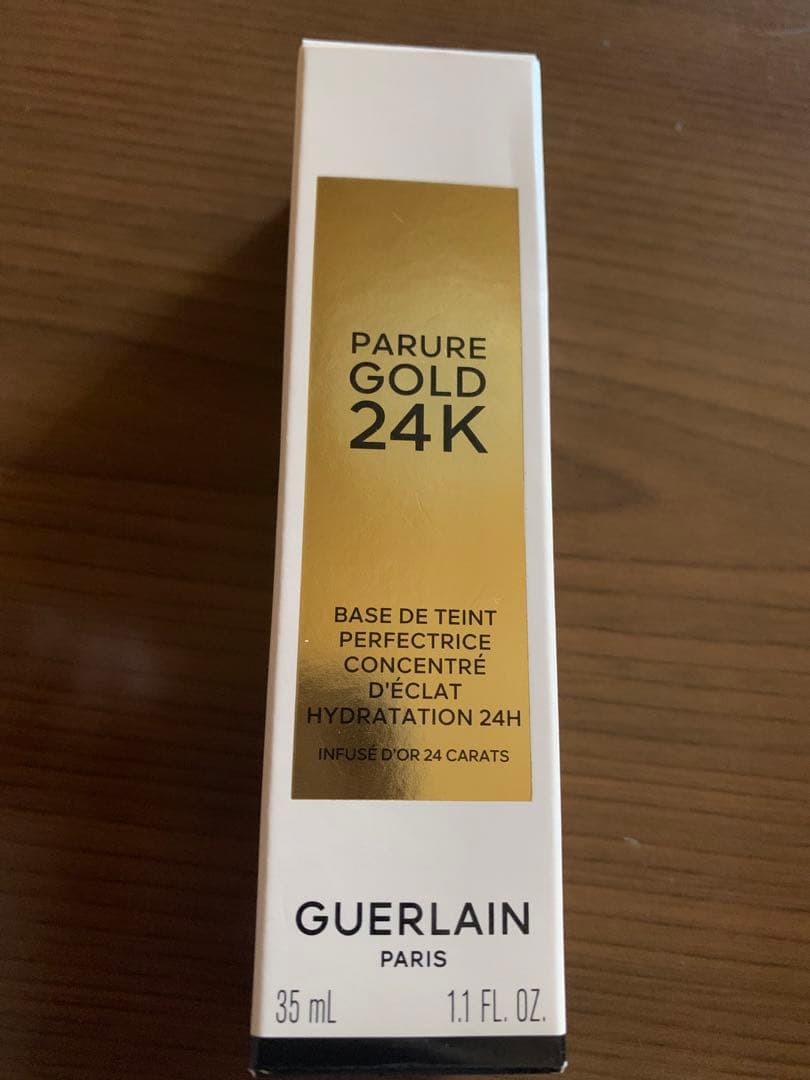 PARURE
GOLD
24K
BASE DE TEINT
PERFECTRICE
CONCENTRÉ
D'ÉCLAT
HYDRATATION 24H
INFUSÉ D'OR 24 CARATS
GUERLAIN
PARIS
35 mL 1.1 FL. OZ.